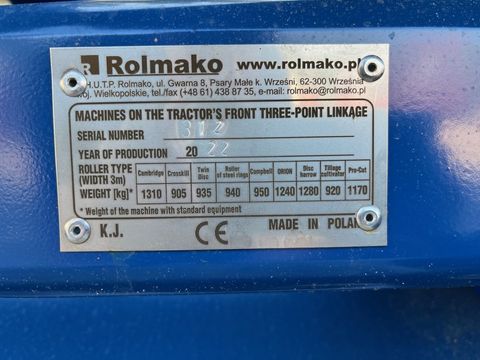 R Rolmako www.rolmako.pl
H.U.T.P. Rolmako, ul. Gwarna 8, Psary Małe k. Wrześni, 62-300 Września
woj. Wielkopolskie, tel./fax (+48 61) 438 87 35, e-mail: rolmako@rolmako.pl
MACHINES ON THE TRACTOR'S FRONT THREE-POINT LINKAGE
SERIAL NUMBER 312
YEAR OF PRODUCTION 20 22
ROLLER TYPE (WIDTH 3m) Cambridge Crosskill Twin Disc Roller of steel rings Campbell ORION Disc harrow Tillage cultivator Pro-Cut
WEIGHT [kg]* 1310 905 935 940 950 1240 1280 920 1170
* Weight of the machine with standard equipment
K.J. CE MADE IN POLAND